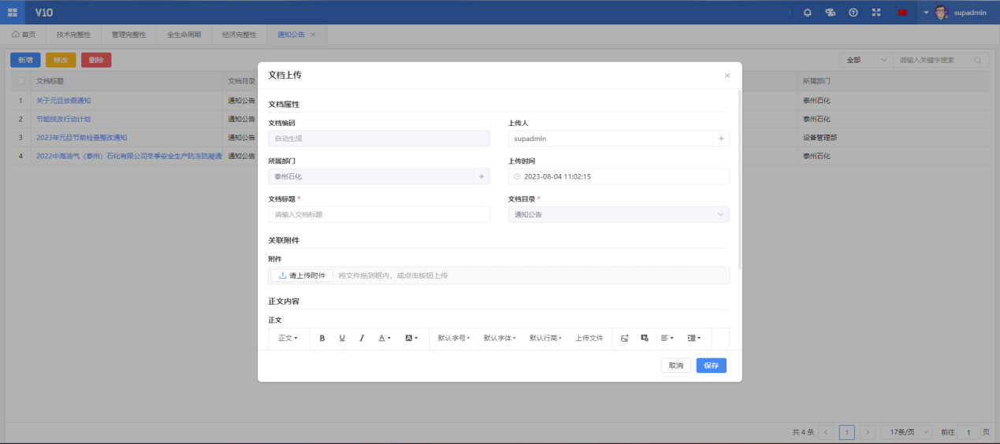 V10
supadmin
首页 技术完整性 管理完整性 全生命周期 经济完整性 通知公告 ×
新增 修改 删除 全部 请输入关键字搜索
文档标题 文档目录 所属部门
1 关于元旦放假通知 通知公告 泰州石化
2 节能技改行动计划 通知公告 泰州石化
3 2023年元旦节前检查整改通知 通知公告 设备管理部
4 2022中海油气（泰州）石化有限公司冬季安全生产防冻防凝通 通知公告 泰州石化
文档上传
文档属性
文档编码 上传人
自动生成 supadmin
所属部门 上传时间
泰州石化 2023-08-04 11:02:15
文档标题 * 文档目录 *
请输入文档标题 通知公告
关联附件
附件
请上传附件 将文件拖到框内，或点击按钮上传
正文内容
正文
正文 B U I A A 默认字号 默认字体 默认行高 上传文件
取消 保存
共 4 条 1 17条/页 前往 1 页